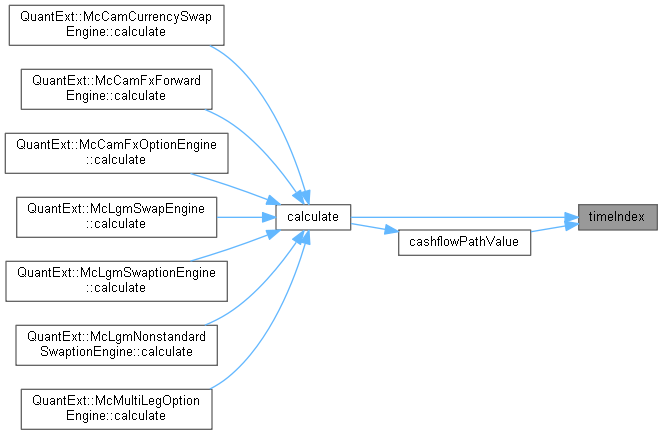 QuantExt::McCamCurrencySwap
Engine::calculate
QuantExt::McCamFxForward
Engine::calculate
QuantExt::McCamFxOptionEngine
::calculate
QuantExt::McLgmSwapEngine
::calculate
QuantExt::McLgmSwaptionEngine
::calculate
QuantExt::McLgmNonstandard
SwaptionEngine::calculate
QuantExt::McMultiLegOption
Engine::calculate
calculate
cashflowPathValue
timeIndex